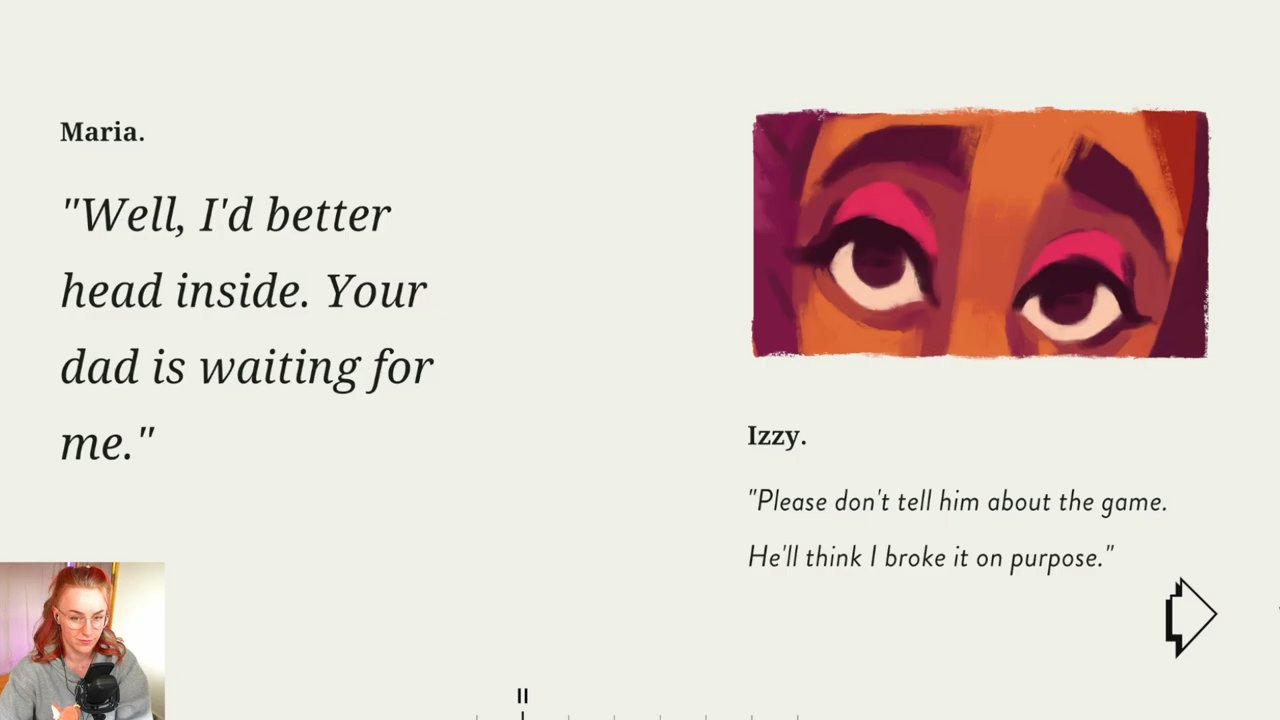 Maria.
"Well, I'd better
head inside. Your
dad is waiting for
me."
Izzy.
"Please don't tell him about the game.
He'll think I broke it on purpose."
II